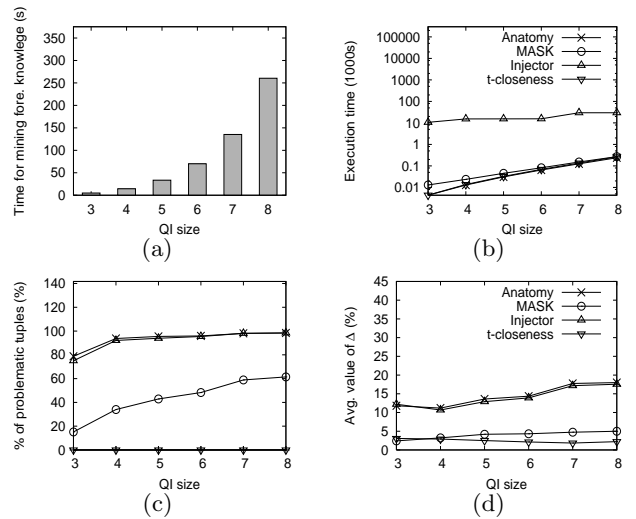 Time for mining fore. knowlege (s)
400
350
300
250
200
150
100
50
0
3 4 5 6 7 8
QI size
(a)
Execution time (1000s)
100000
10000
1000
100
10
1
0.1
0.01
Anatomy
MASK
Injector
t-closeness
3 4 5 6 7 8
QI size
(b)
% of problematic tuples (%)
140
120
100
80
60
40
20
0
3 4 5 6 7 8
QI size
(c)
Avg. value of Δ (%)
45
40
35
30
25
20
15
10
5
0
Anatomy
MASK
Injector
t-closeness
3 4 5 6 7 8
QI size
(d)